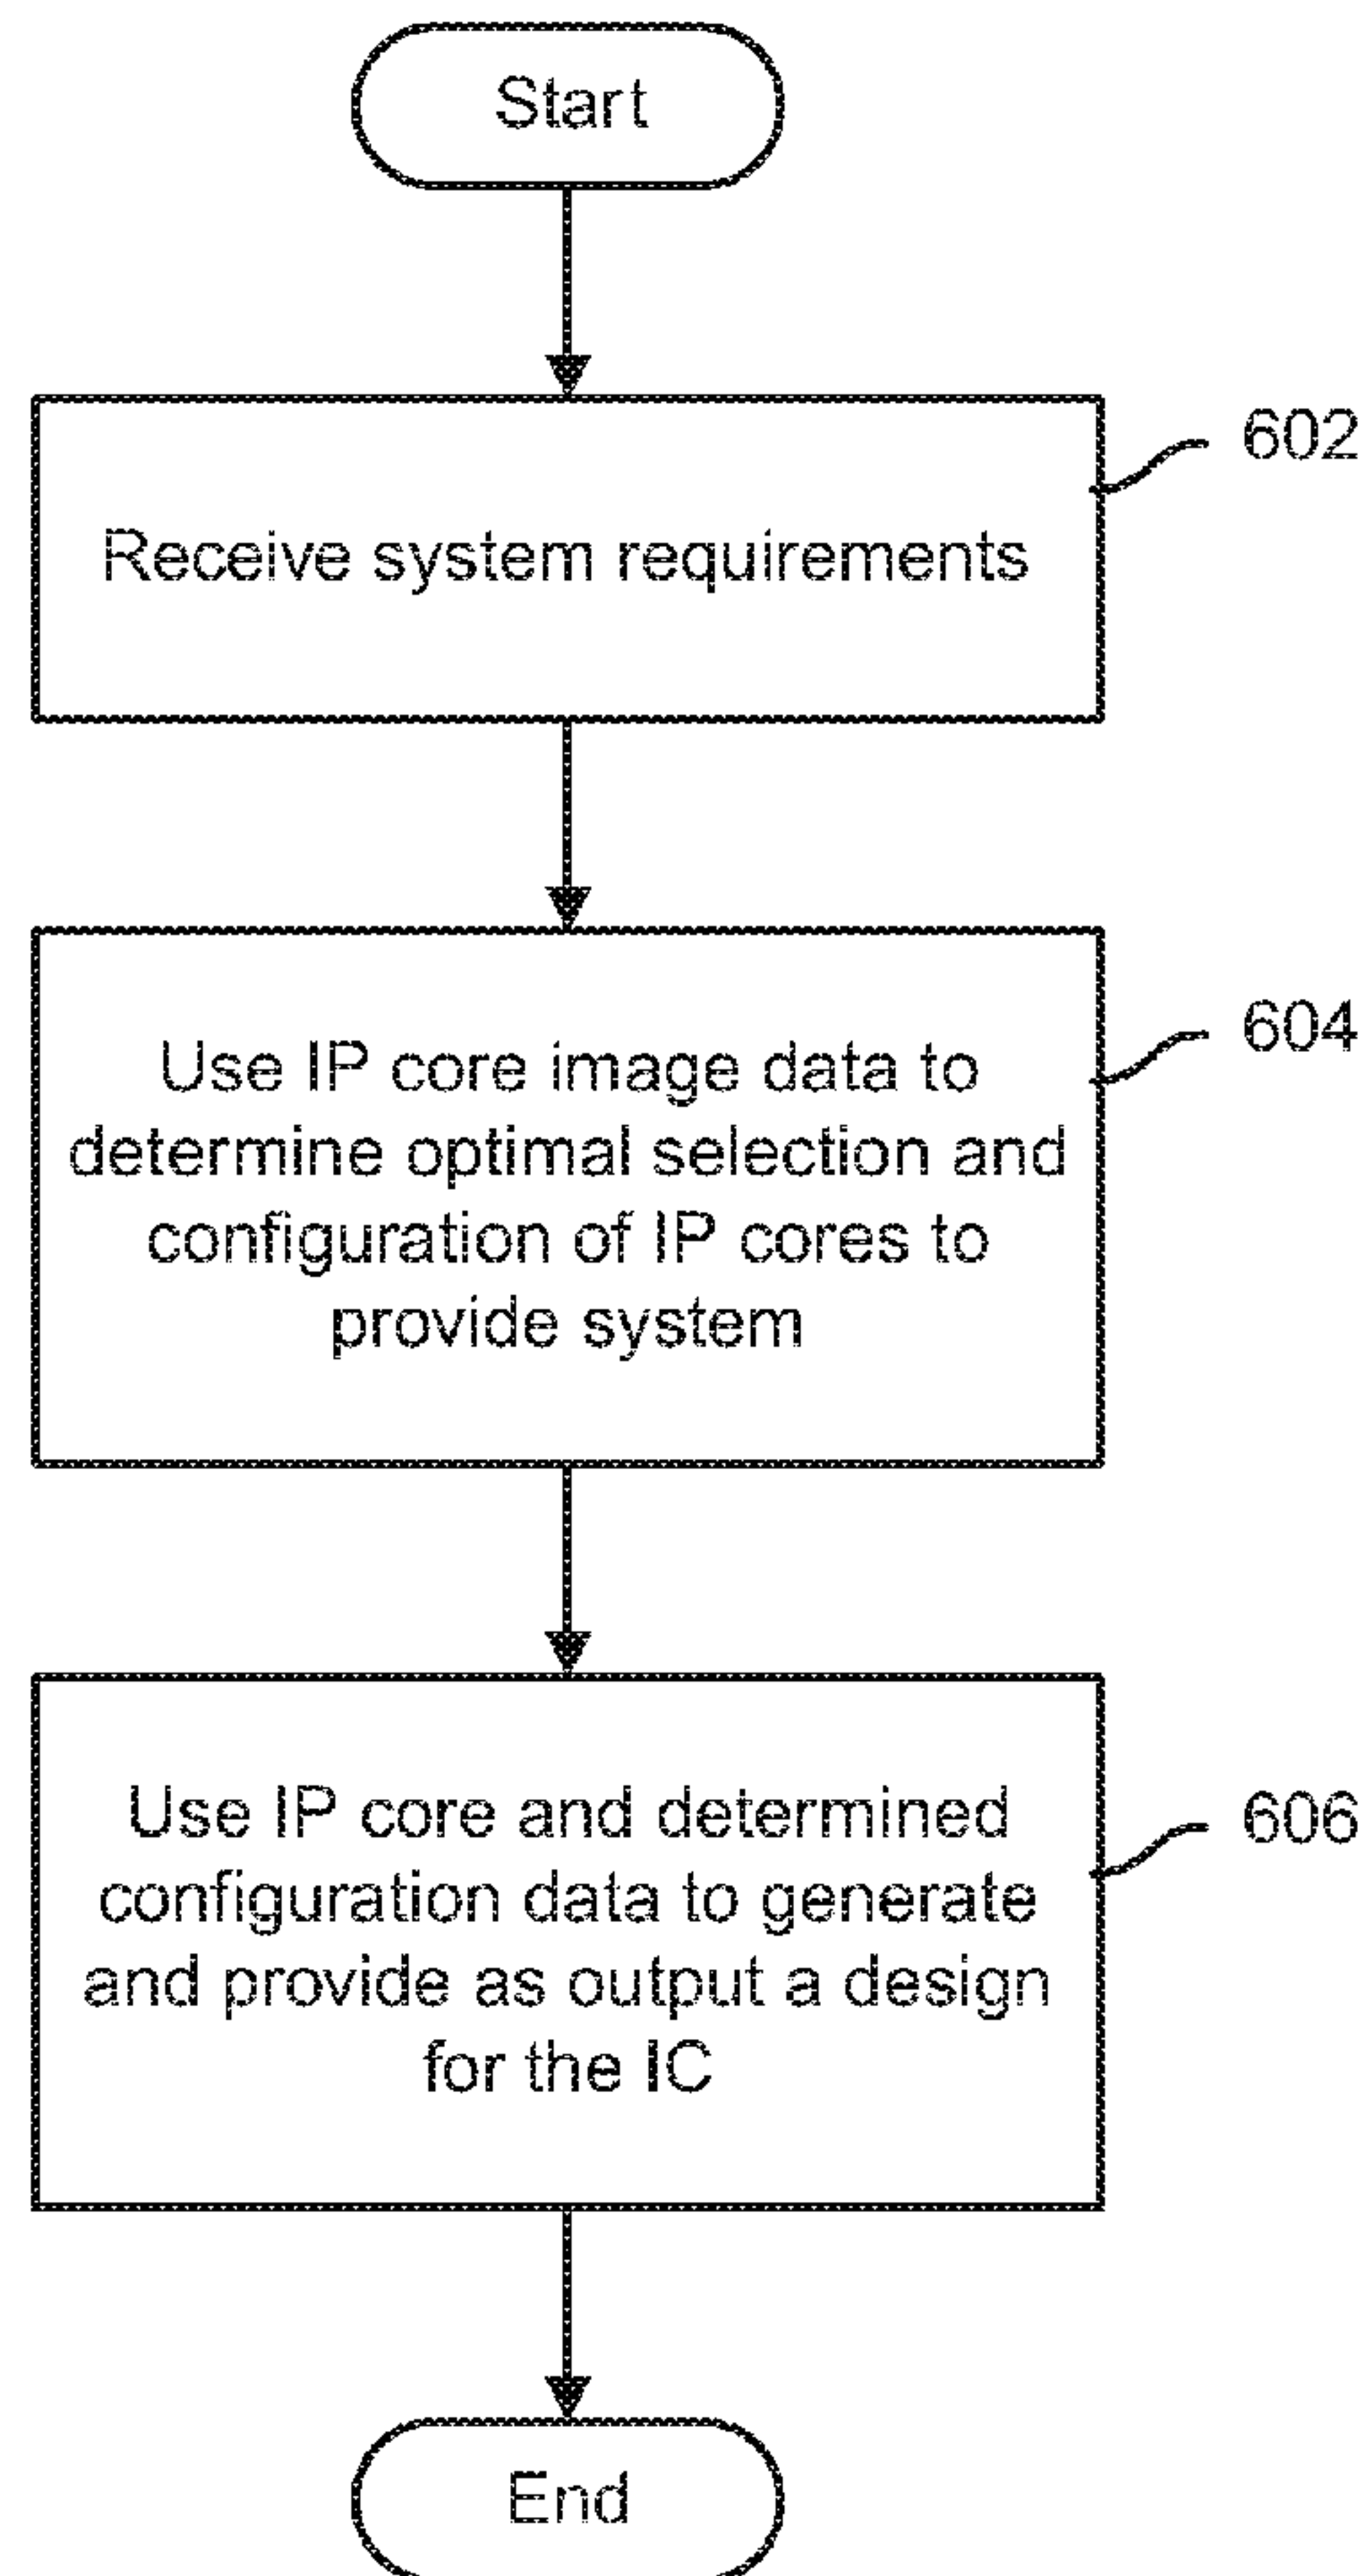 Start
602
Receive system requirements
604
Use IP core image data to
determine optimal selection and
configuration of IP cores to
provide system
606
Use IP core and determined
configuration data to generate
and provide as output a design
for the IC
End